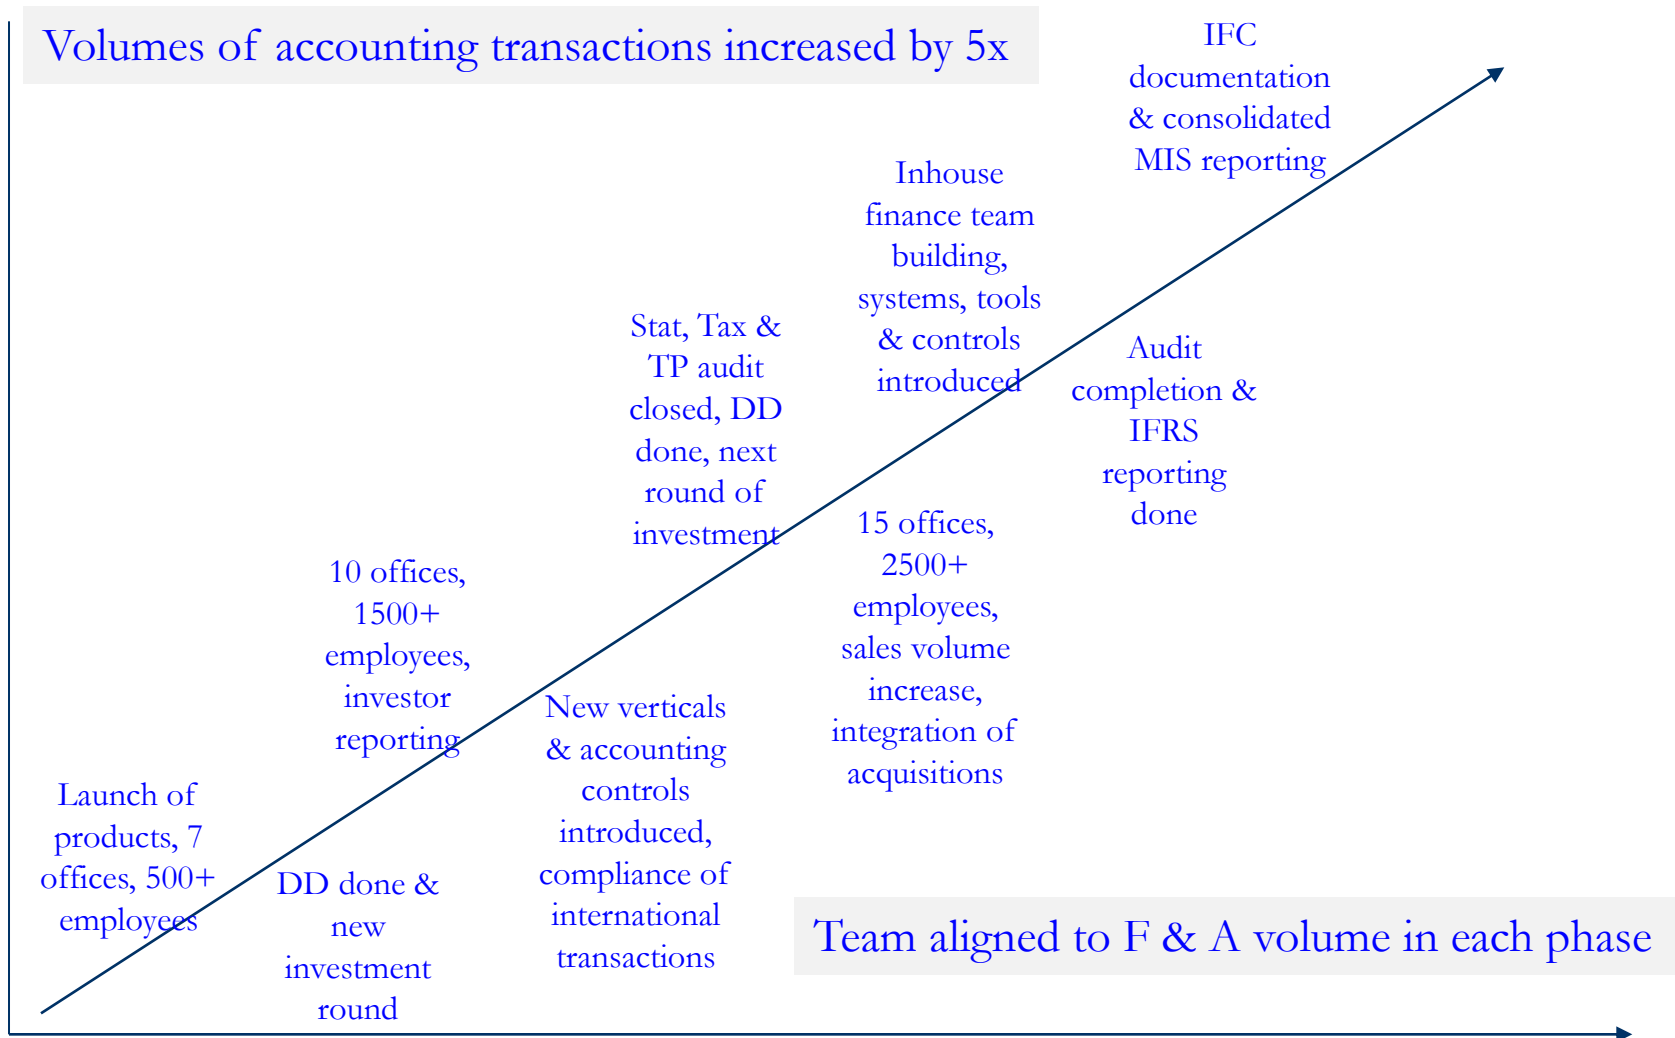 Volumes of accounting transactions increased by 5x
IFC
documentation
& consolidated
MIS reporting
Inhouse
finance team
building,
systems, tools
& controls
introduced
Stat, Tax &
TP audit
closed, DD
done, next
round of
investment
Audit
completion &
IFRS
reporting
done
10 offices,
1500+
employees,
investor
reporting
15 offices,
2500+
employees,
sales volume
increase,
integration of
acquisitions
New verticals
& accounting
controls
introduced,
compliance of
international
transactions
Launch of
products, 7
offices, 500+
employees
DD done &
new
investment
round
Team aligned to F & A volume in each phase